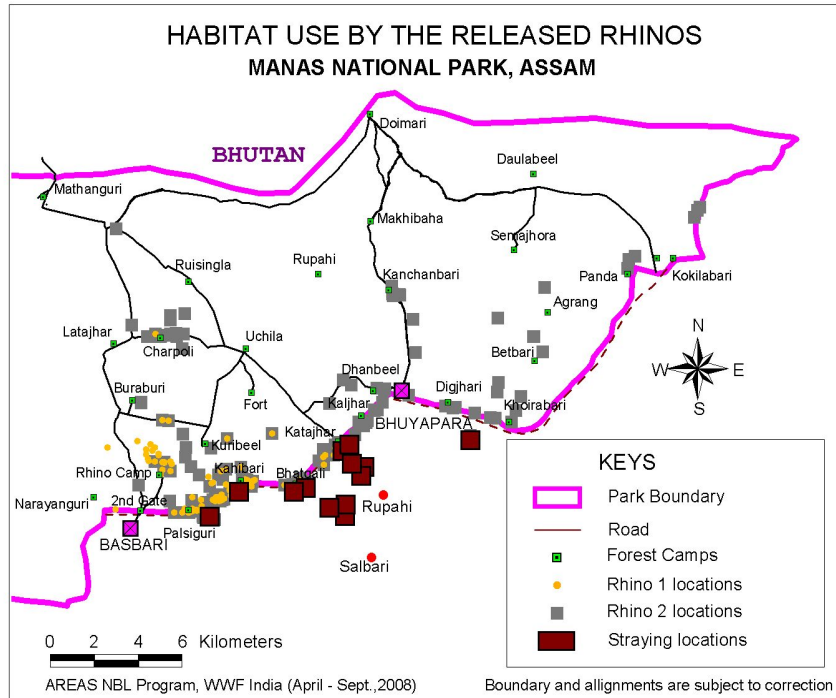 HABITAT USE BY THE RELEASED RHINOS
MANAS NATIONAL PARK, ASSAM
Doimari
BHUTAN
Daulabeel
Mathanguri
Makhibaha
Semajhora
Ruisingla
Rupahi
Kanchanbari
Panda
Kokilabari
Agrang
Latajhar
Charpoli
Uchila
Betbari
N
W
E
S
Buraburi
Fort
Dhanbeel
Kaljhar
Digjhari
BHUYAPARA
Khoirabari
Kuribeel
Katajhar
Rhino Camp
Kahibari
Bhatgali
Narayanguri
2nd Gate
Palsiguri
Rupahi
BASBARI
Salbari
KEYS
Park Boundary
Road
Forest Camps
Rhino 1 locations
Rhino 2 locations
Straying locations
0 2 4 6 Kilometers
AREAS NBL Program, WWF India (April - Sept.,2008)
Boundary and allignments are subject to correction